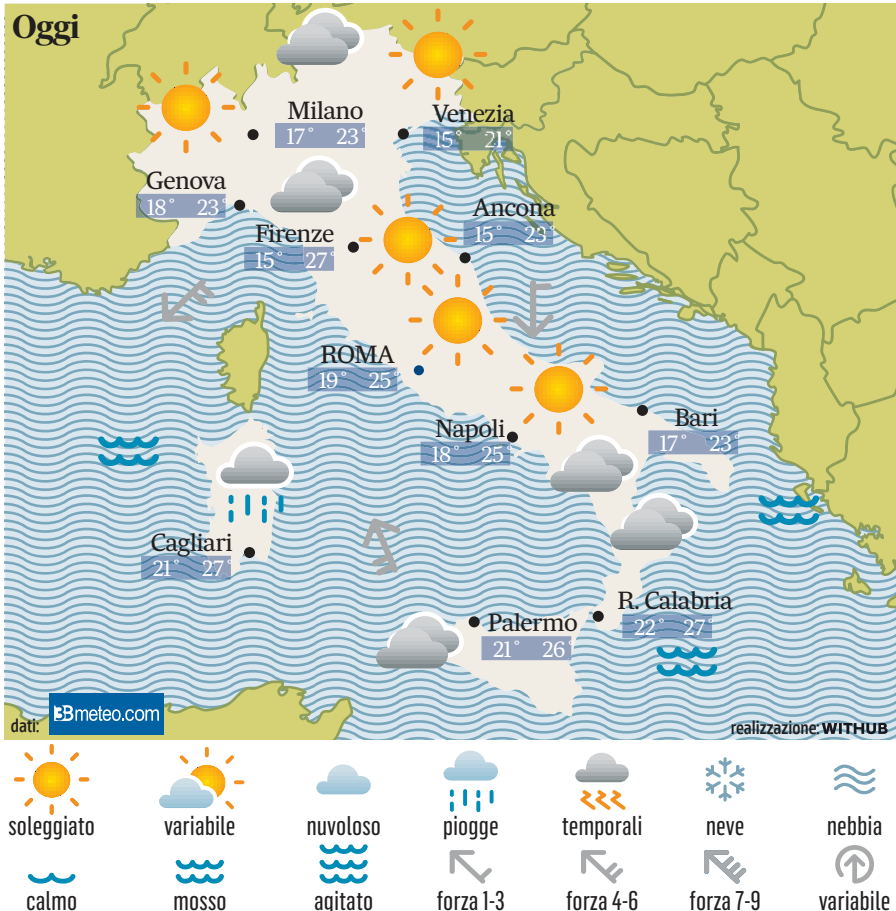 Oggi
Milano
17° 23°
Venezia
15° 21°
Genova
18° 23°
Ancona
15° 23°
Firenze
15° 27°
ROMA
19° 25°
Napoli
18° 25°
Bari
17° 23°
Cagliari
21° 27°
R. Calabria
22° 27°
Palermo
21° 26°
dati: 3Bmeteo.com
realizzazione: WITHUB
soleggiato variabile nuvoloso piogge temporali neve nebbia
calmo mosso agitato forza 1-3 forza 4-6 forza 7-9 variabile